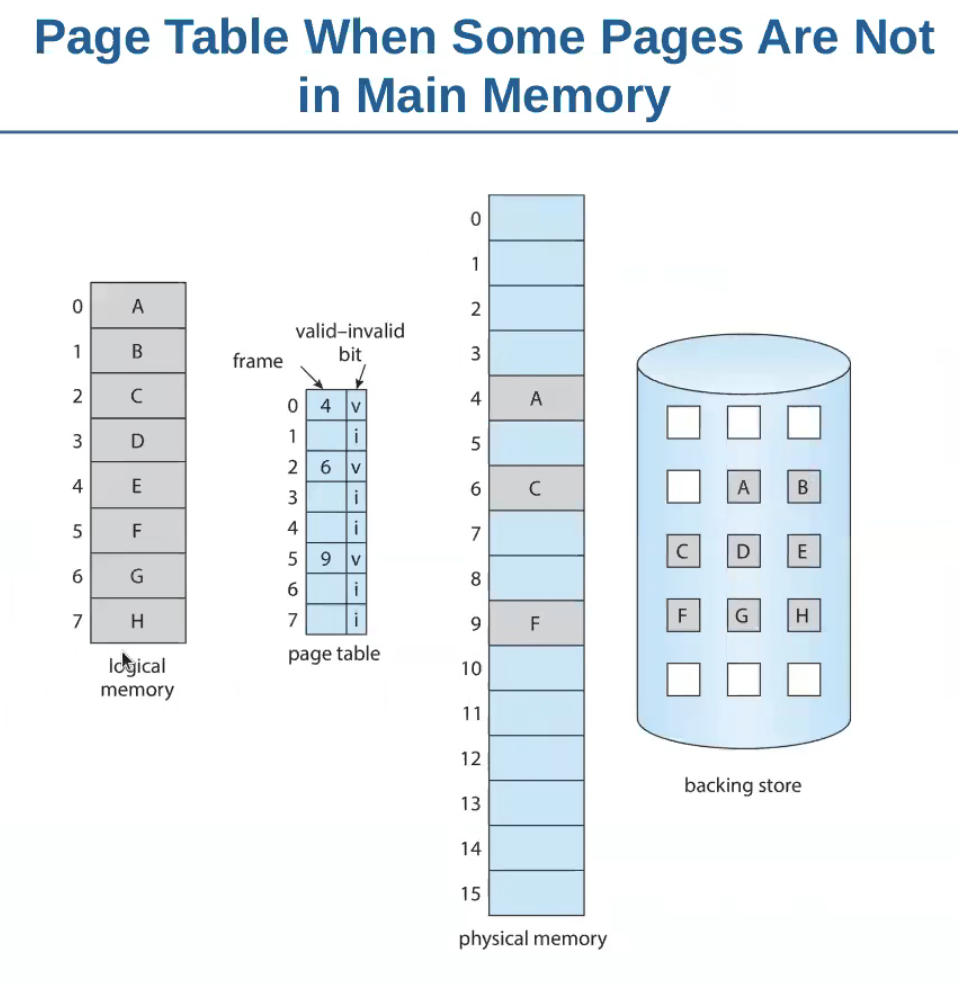 Page Table When Some Pages Are Not
in Main Memory
0 A
1 B
2 C
3 D
4 E
5 F
6 G
7 H
logical
memory
valid–invalid
bit
frame
0 4 v
1 i
2 6 v
3 i
4 i
5 9 v
6 i
7 i
page table
0
1
2
3
4 A
5
6 C
7
8
9 F
10
11
12
13
14
15
physical memory
A B
C D E
F G H
backing store